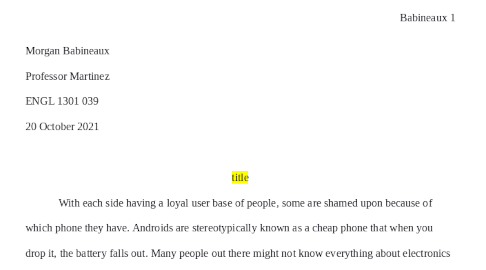 Babineaux 1
Morgan Babineaux
Professor Martinez
ENGL 1301 039
20 October 2021
title
With each side having a loyal user base of people, some are shamed upon because of
which phone they have. Androids are stereotypically known as a cheap phone that when you
drop it, the battery falls out. Many people out there might not know everything about electronics